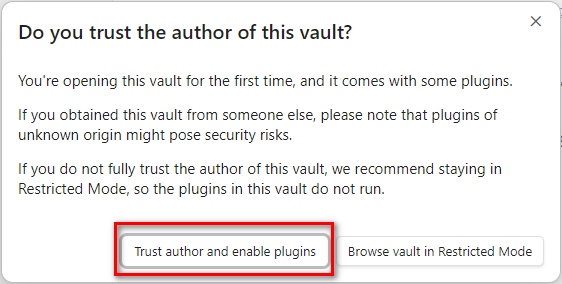 Do you trust the author of this vault?
You're opening this vault for the first time, and it comes with some plugins.
If you obtained this vault from someone else, please note that plugins of
unknown origin might pose security risks.
If you do not fully trust the author of this vault, we recommend staying in
Restricted Mode, so the plugins in this vault do not run.
Trust author and enable plugins
Browse vault in Restricted Mode